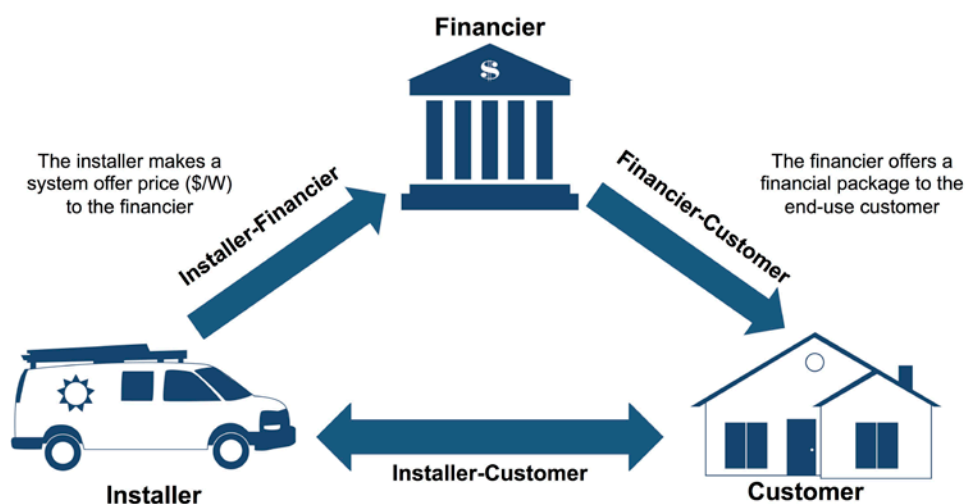 Financier
$
The installer makes a
system offer price ($/W)
to the financier
Installer-Financier
Financier-Customer
The financier offers a
financial package to the
end-use customer
Installer-Customer
Installer
Customer